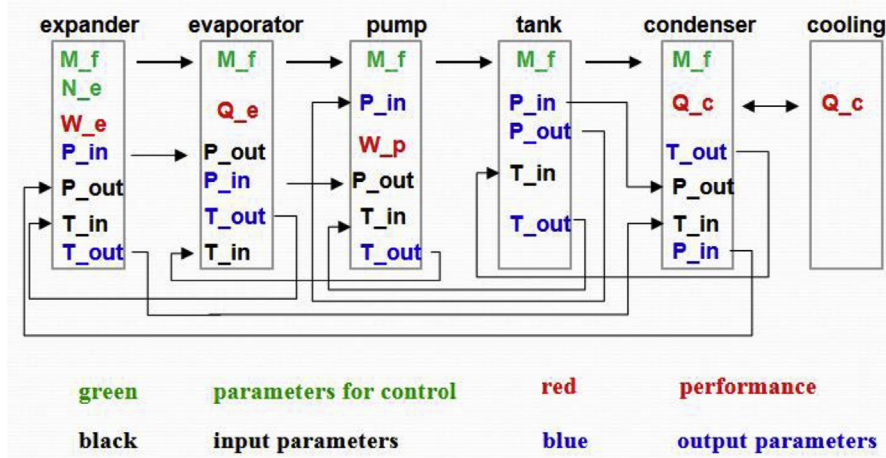 expander evaporator pump tank condenser cooling
M_f M_f M_f M_f M_f
N_e
P_in P_in Q_c Q_c
W_e Q_e
P_in P_out W_p P_out T_out
P_out P_in P_out T_in P_out
T_in T_out T_in T_out T_in
T_out T_in T_out P_in
green parameters for control red performance
black input parameters blue output parameters